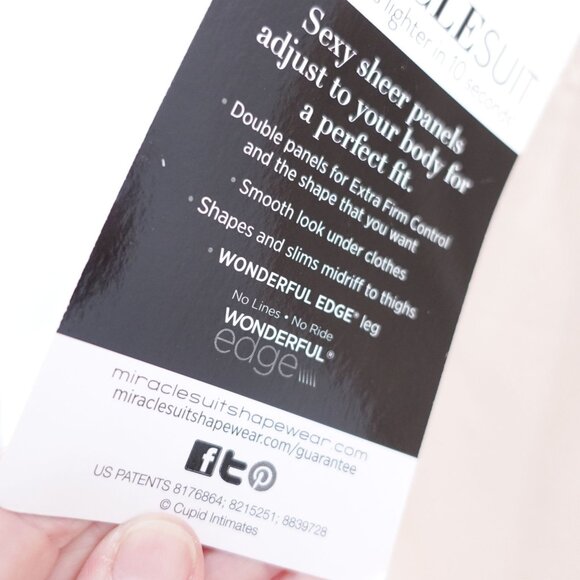 SUIT
lighter in 10 seconds
Sexy sheer panels
adjust to your body for
a perfect fit.
• Double panels for Extra Firm Control
and the shape that you want
• Smooth look under clothes
• Shapes and slims midriff to thighs
• WONDERFUL EDGE® leg
No Lines • No Ride
WONDERFUL®
edge
miraclesuitshapewear.com
miraclesuitshapewear.com/guarantee
f t p
US PATENTS 8176864; 8215251; 8839728
© Cupid Intimates